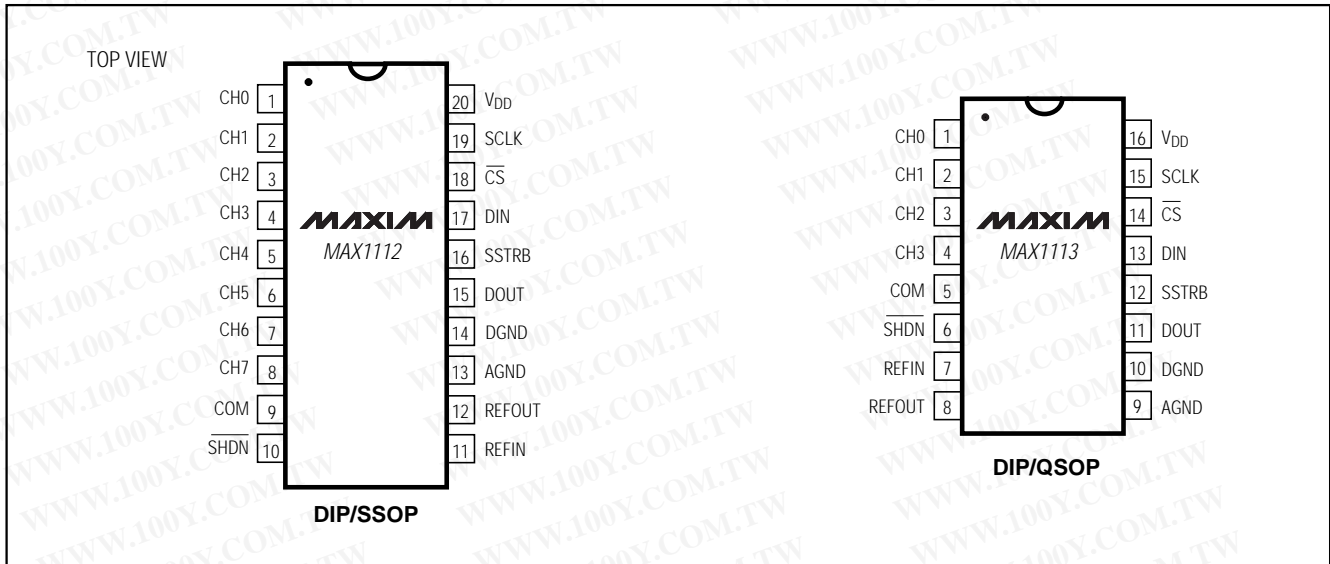 TOP VIEW
CH0 1
CH1 2
CH2 3
CH3 4
CH4 5
CH5 6
CH6 7
CH7 8
COM 9
SHDN 10
20 VDD
19 SCLK
18 CS
17 DIN
16 SSTRB
15 DOUT
14 DGND
13 AGND
12 REFOUT
11 REFIN
MAXIM
MAX1112
DIP/SSOP
CH0 1
CH1 2
CH2 3
CH3 4
COM 5
SHDN 6
REFIN 7
REFOUT 8
16 VDD
15 SCLK
14 CS
13 DIN
12 SSTRB
11 DOUT
10 DGND
9 AGND
MAXIM
MAX1113
DIP/QSOP
WWW.100Y.COM.TW